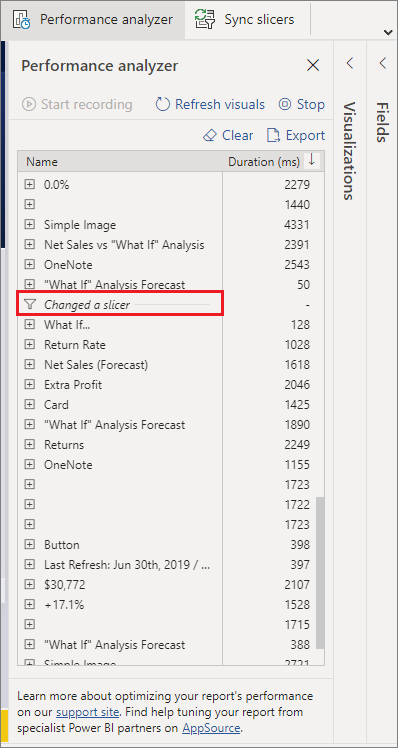 Performance analyzer Sync slicers
Performance analyzer
Start recording Refresh visuals Stop
Clear Export
Name Duration (ms)
0.0% 2279
1440
Simple Image 4331
Net Sales vs "What If" Analysis 2391
OneNote 2543
"What If" Analysis Forecast 50
Changed a slicer -
What If... 128
Return Rate 1028
Net Sales (Forecast) 1618
Extra Profit 2046
Card 1425
"What If" Analysis Forecast 1890
Returns 2249
OneNote 1155
1723
1722
1723
Button 398
Last Refresh: Jun 30th, 2019 / ... 397
$30,772 2107
+17.1% 1528
1715
"What If" Analysis Forecast 388
Simple Image 2721
Learn more about optimizing your report's performance
on our support site. Find help tuning your report from
specialist Power BI partners on AppSource.
Visualizations
Fields